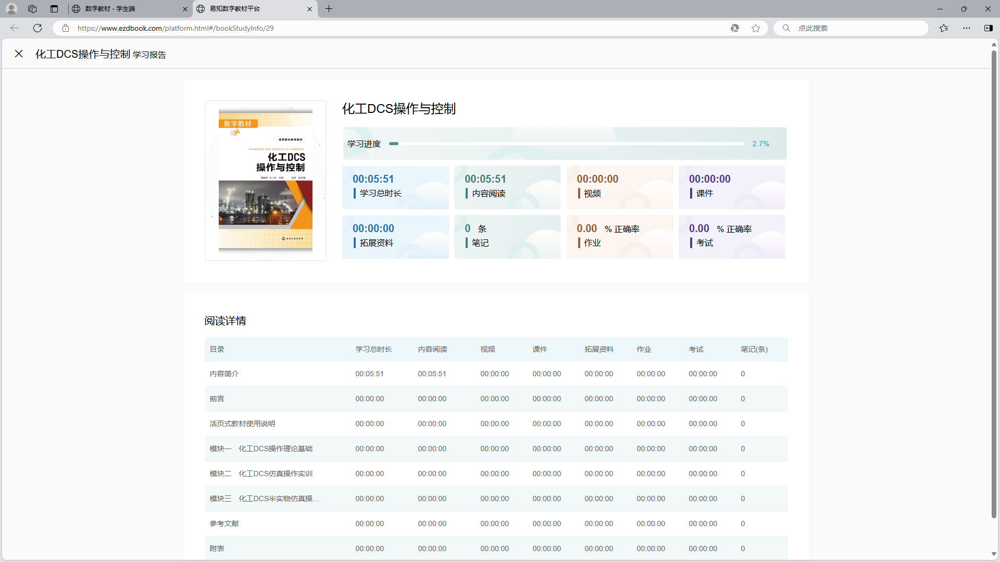 数字教材 - 学生端
易知数字教材平台
https://www.ezdbook.com/platform.html#/bookStudyInfo/29
点此搜索
化工DCS操作与控制 学习报告
数字教材
高等职业教育教材
HUAGONG DCS CAOZUO YU KONGZHI
化工DCS
操作与控制
化工DCS操作与控制
学习进度 2.7%
00:05:51 00:05:51 00:00:00 00:00:00
学习总时长 内容阅读 视频 课件
00:00:00 0 条 0.00 % 正确率 0.00 % 正确率
拓展资料 笔记 作业 考试
阅读详情
目录 学习总时长 内容阅读 视频 课件 拓展资料 作业 考试 笔记(条)
内容简介 00:05:51 00:05:51 00:00:00 00:00:00 00:00:00 00:00:00 00:00:00 0
前言 00:00:00 00:00:00 00:00:00 00:00:00 00:00:00 00:00:00 00:00:00 0
活页式教材使用说明 00:00:00 00:00:00 00:00:00 00:00:00 00:00:00 00:00:00 00:00:00 0
模块一 化工DCS操作理论基础 00:00:00 00:00:00 00:00:00 00:00:00 00:00:00 00:00:00 00:00:00 0
模块二 化工DCS仿真操作实训 00:00:00 00:00:00 00:00:00 00:00:00 00:00:00 00:00:00 00:00:00 0
模块三 化工DCS半实物仿真操... 00:00:00 00:00:00 00:00:00 00:00:00 00:00:00 00:00:00 00:00:00 0
参考文献 00:00:00 00:00:00 00:00:00 00:00:00 00:00:00 00:00:00 00:00:00 0
附表 00:00:00 00:00:00 00:00:00 00:00:00 00:00:00 00:00:00 00:00:00 0